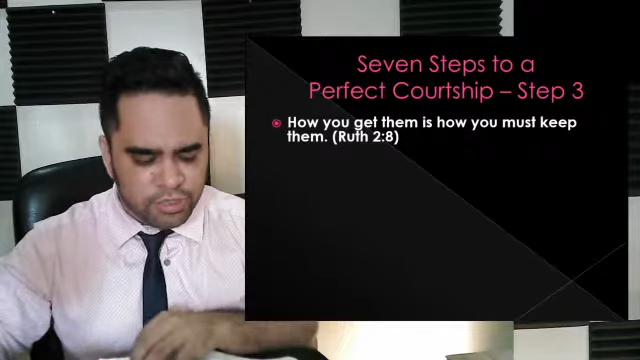 Seven Steps to a
Perfect Courtship – Step 3
How you get them is how you must keep
them. (Ruth 2:8)